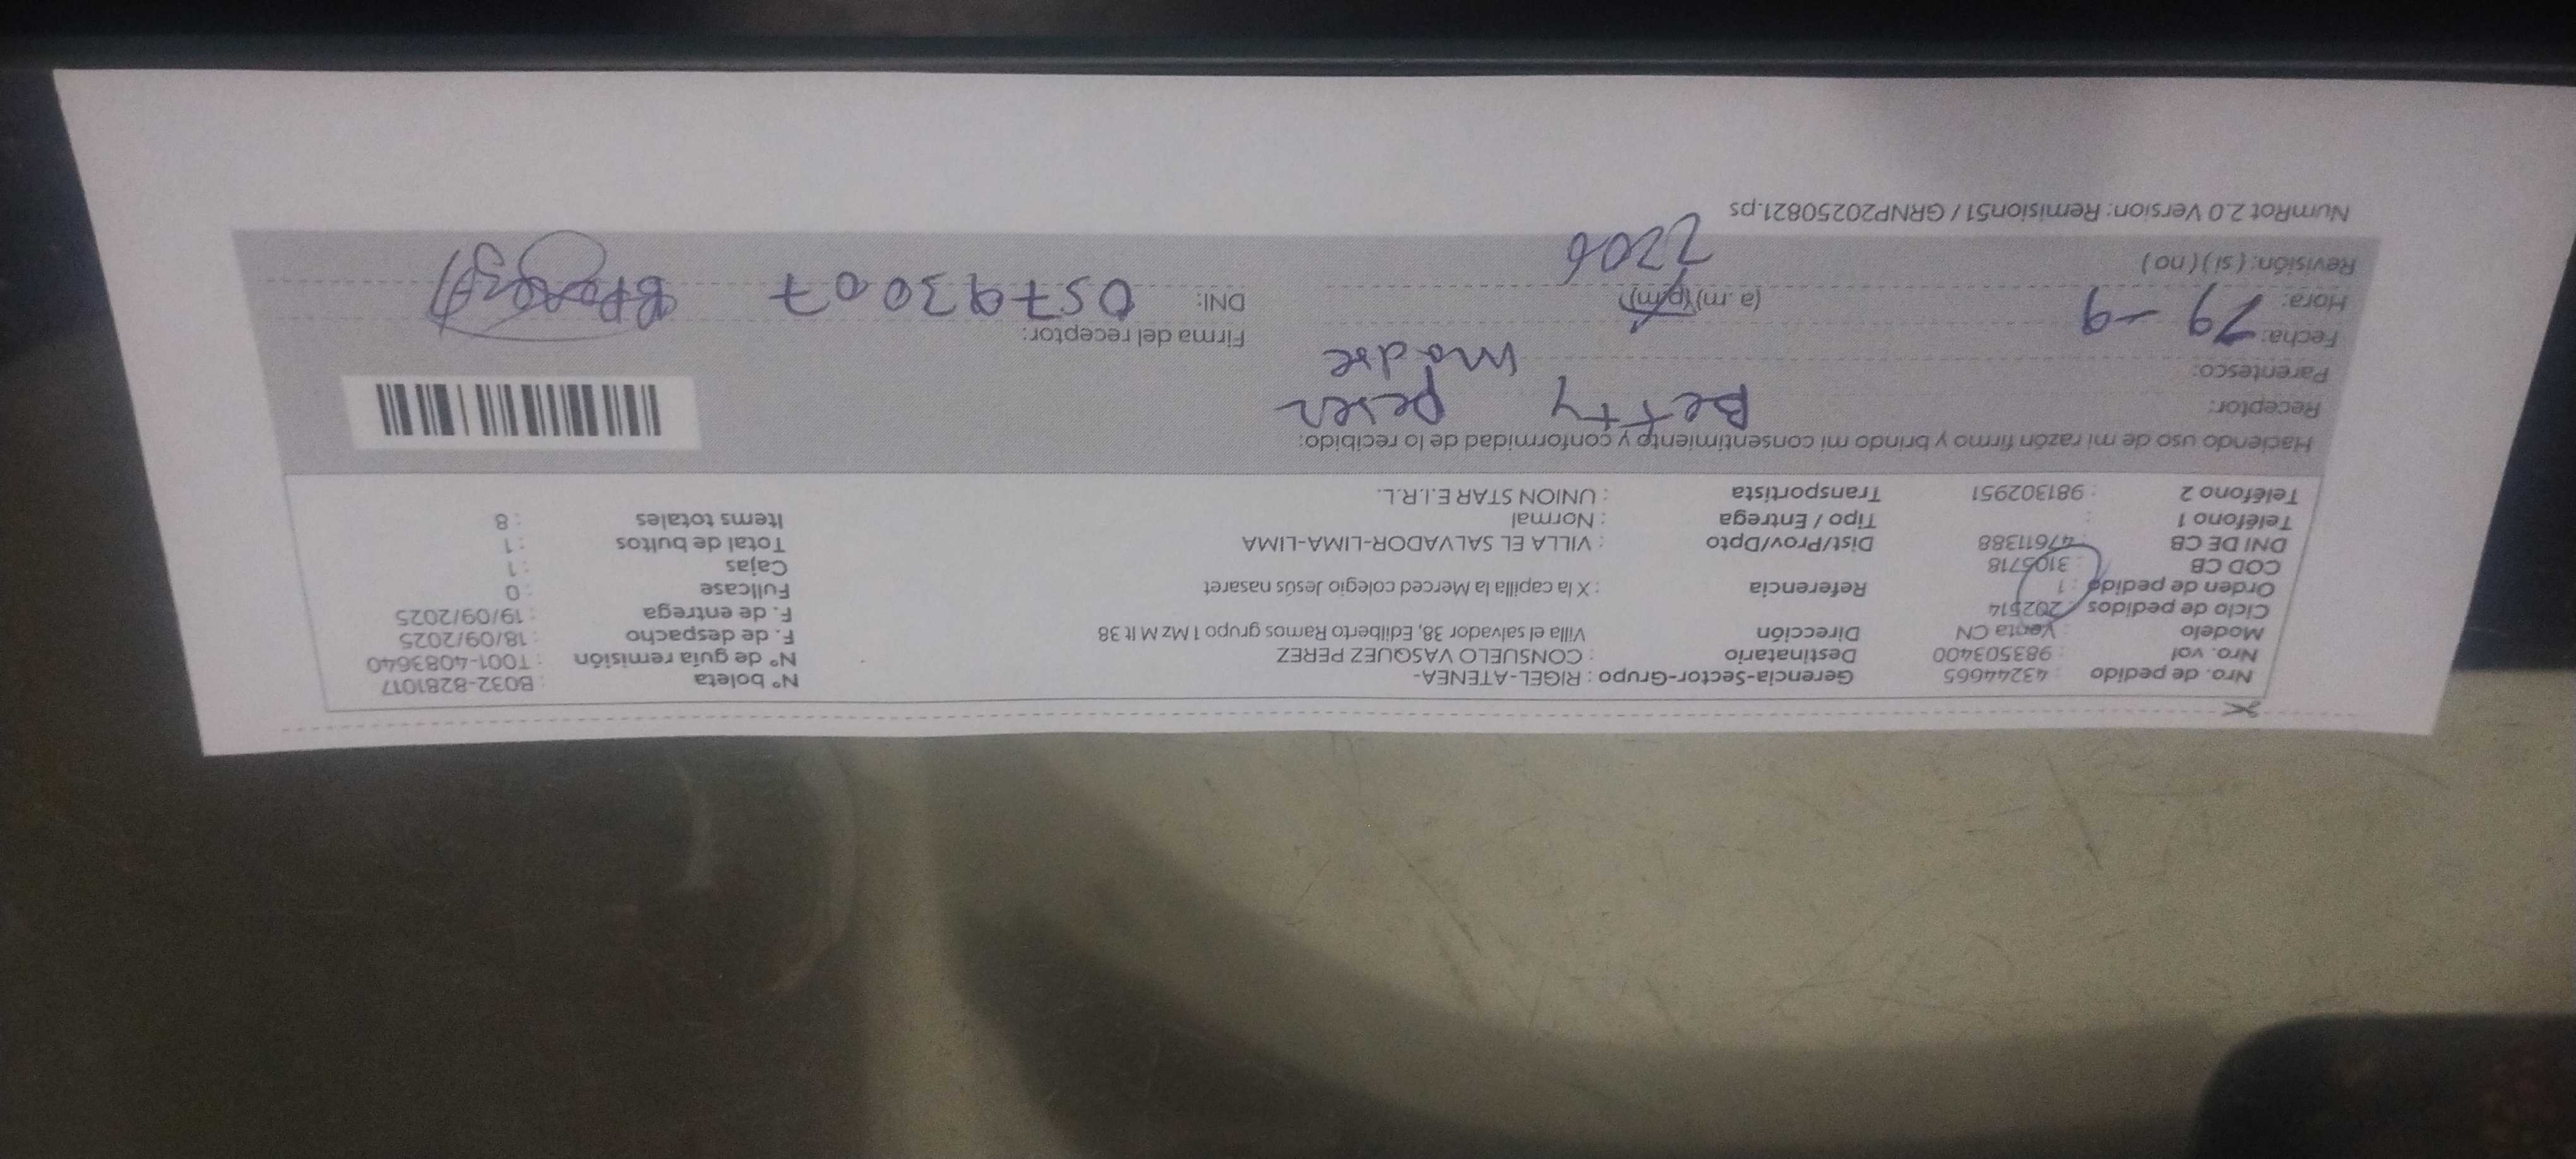 Nro. de pedido : 43244665 Gerencia-Sector-Grupo : RIGEL-ATENEA- N° boleta : B032-8281017
Nro. vol : 983503400 Destinatario : CONSUELO VASQUEZ PEREZ N° de guía remisión : T001-4083640
Modelo : Venta CN Dirección Villa el salvador, 38, Edilberto Ramos grupo 1 Mz M lt 38 F. de despacho : 18/09/2025
Ciclo de pedidos : 202514 F. de entrega : 19/09/2025
Orden de pedido : 1 Referencia : X la capilla la Merced colegio Jesús nasaret Fullcase : 0
COD CB : 3105718 Cajas : 1
DNI DE CB : 47611388 Dist/Prov/Dpto : VILLA EL SALVADOR-LIMA-LIMA Total de bultos : 1
Teléfono 1 : Tipo / Entrega : Normal Items totales : 8
Teléfono 2 : 981302951 Transportista : UNION STAR E.I.R.L.
Haciendo uso de mi razón firmo y brindo mi consentimiento y conformidad de lo recibido:
Receptor: Betty perez
Parentesco: madre
Fecha: 19-9 Firma del receptor:
Hora: (a. m) (p. m) DNI: 05793007
Revisión: ( si ) ( no ) 2206
NumRot 2.0 Version: Remision51 / GRNP20250821.ps